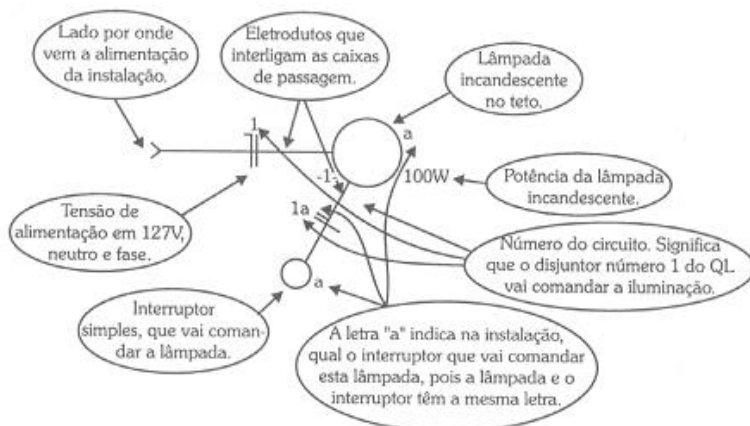 Lado por onde
vem a alimentação
da instalação.
Eletrodutos que
interligam as caixas
de passagem.
Lâmpada
incandescente
no teto.
1
a
-1-
100W
Potência da lâmpada
incandescente.
Tensão de
alimentação em 127V,
neutro e fase.
1a
a
Número do circuito. Significa
que o disjuntor número 1 do QL
vai comandar a iluminação.
Interruptor
simples, que vai coman-
dar a lâmpada.
A letra "a" indica na instalação,
qual o interruptor que vai comandar
esta lâmpada, pois a lâmpada e o
interruptor têm a mesma letra.